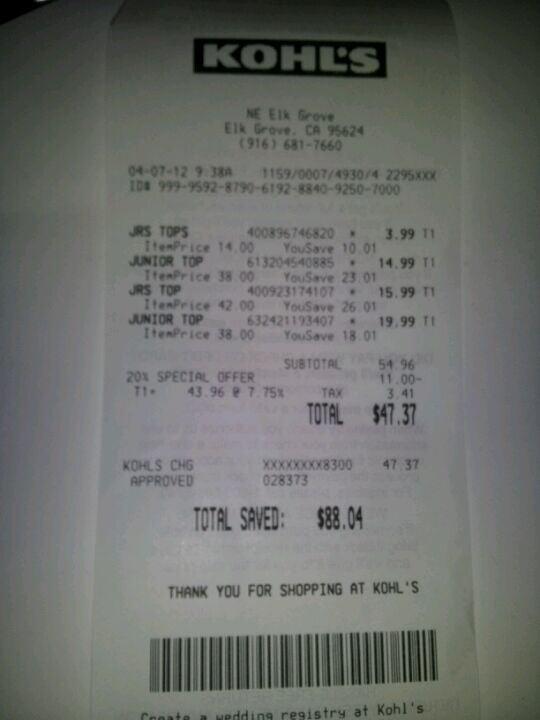 KOHL'S
NE Elk Grove
Elk Grove, CA 95624
(916) 681-7660
04-07-12 9:38A 1159/0007/4930/4 2295XXX
ID# 999-9592-8790-6192-8840-9250-7000
JRS TOPS 400896746820 * 3.99 T1
ItemPrice 14.00 YouSave 10.01
JUNIOR TOP 613204540885 * 14.99 T1
ItemPrice 38.00 YouSave 23.01
JRS TOP 400923174107 * 15.99 T1
ItemPrice 42.00 YouSave 26.01
JUNIOR TOP 632421193407 * 19.99 T1
ItemPrice 38.00 YouSave 18.01
SUBTOTAL 54.96
20% SPECIAL OFFER 11.00-
T1= 43.96 @ 7.75% TAX 3.41
TOTAL $47.37
KOHLS CHG XXXXXXXX8300 47.37
APPROVED 028373
TOTAL SAVED: $88.04
THANK YOU FOR SHOPPING AT KOHL'S
Create a wedding registry at Kohl's